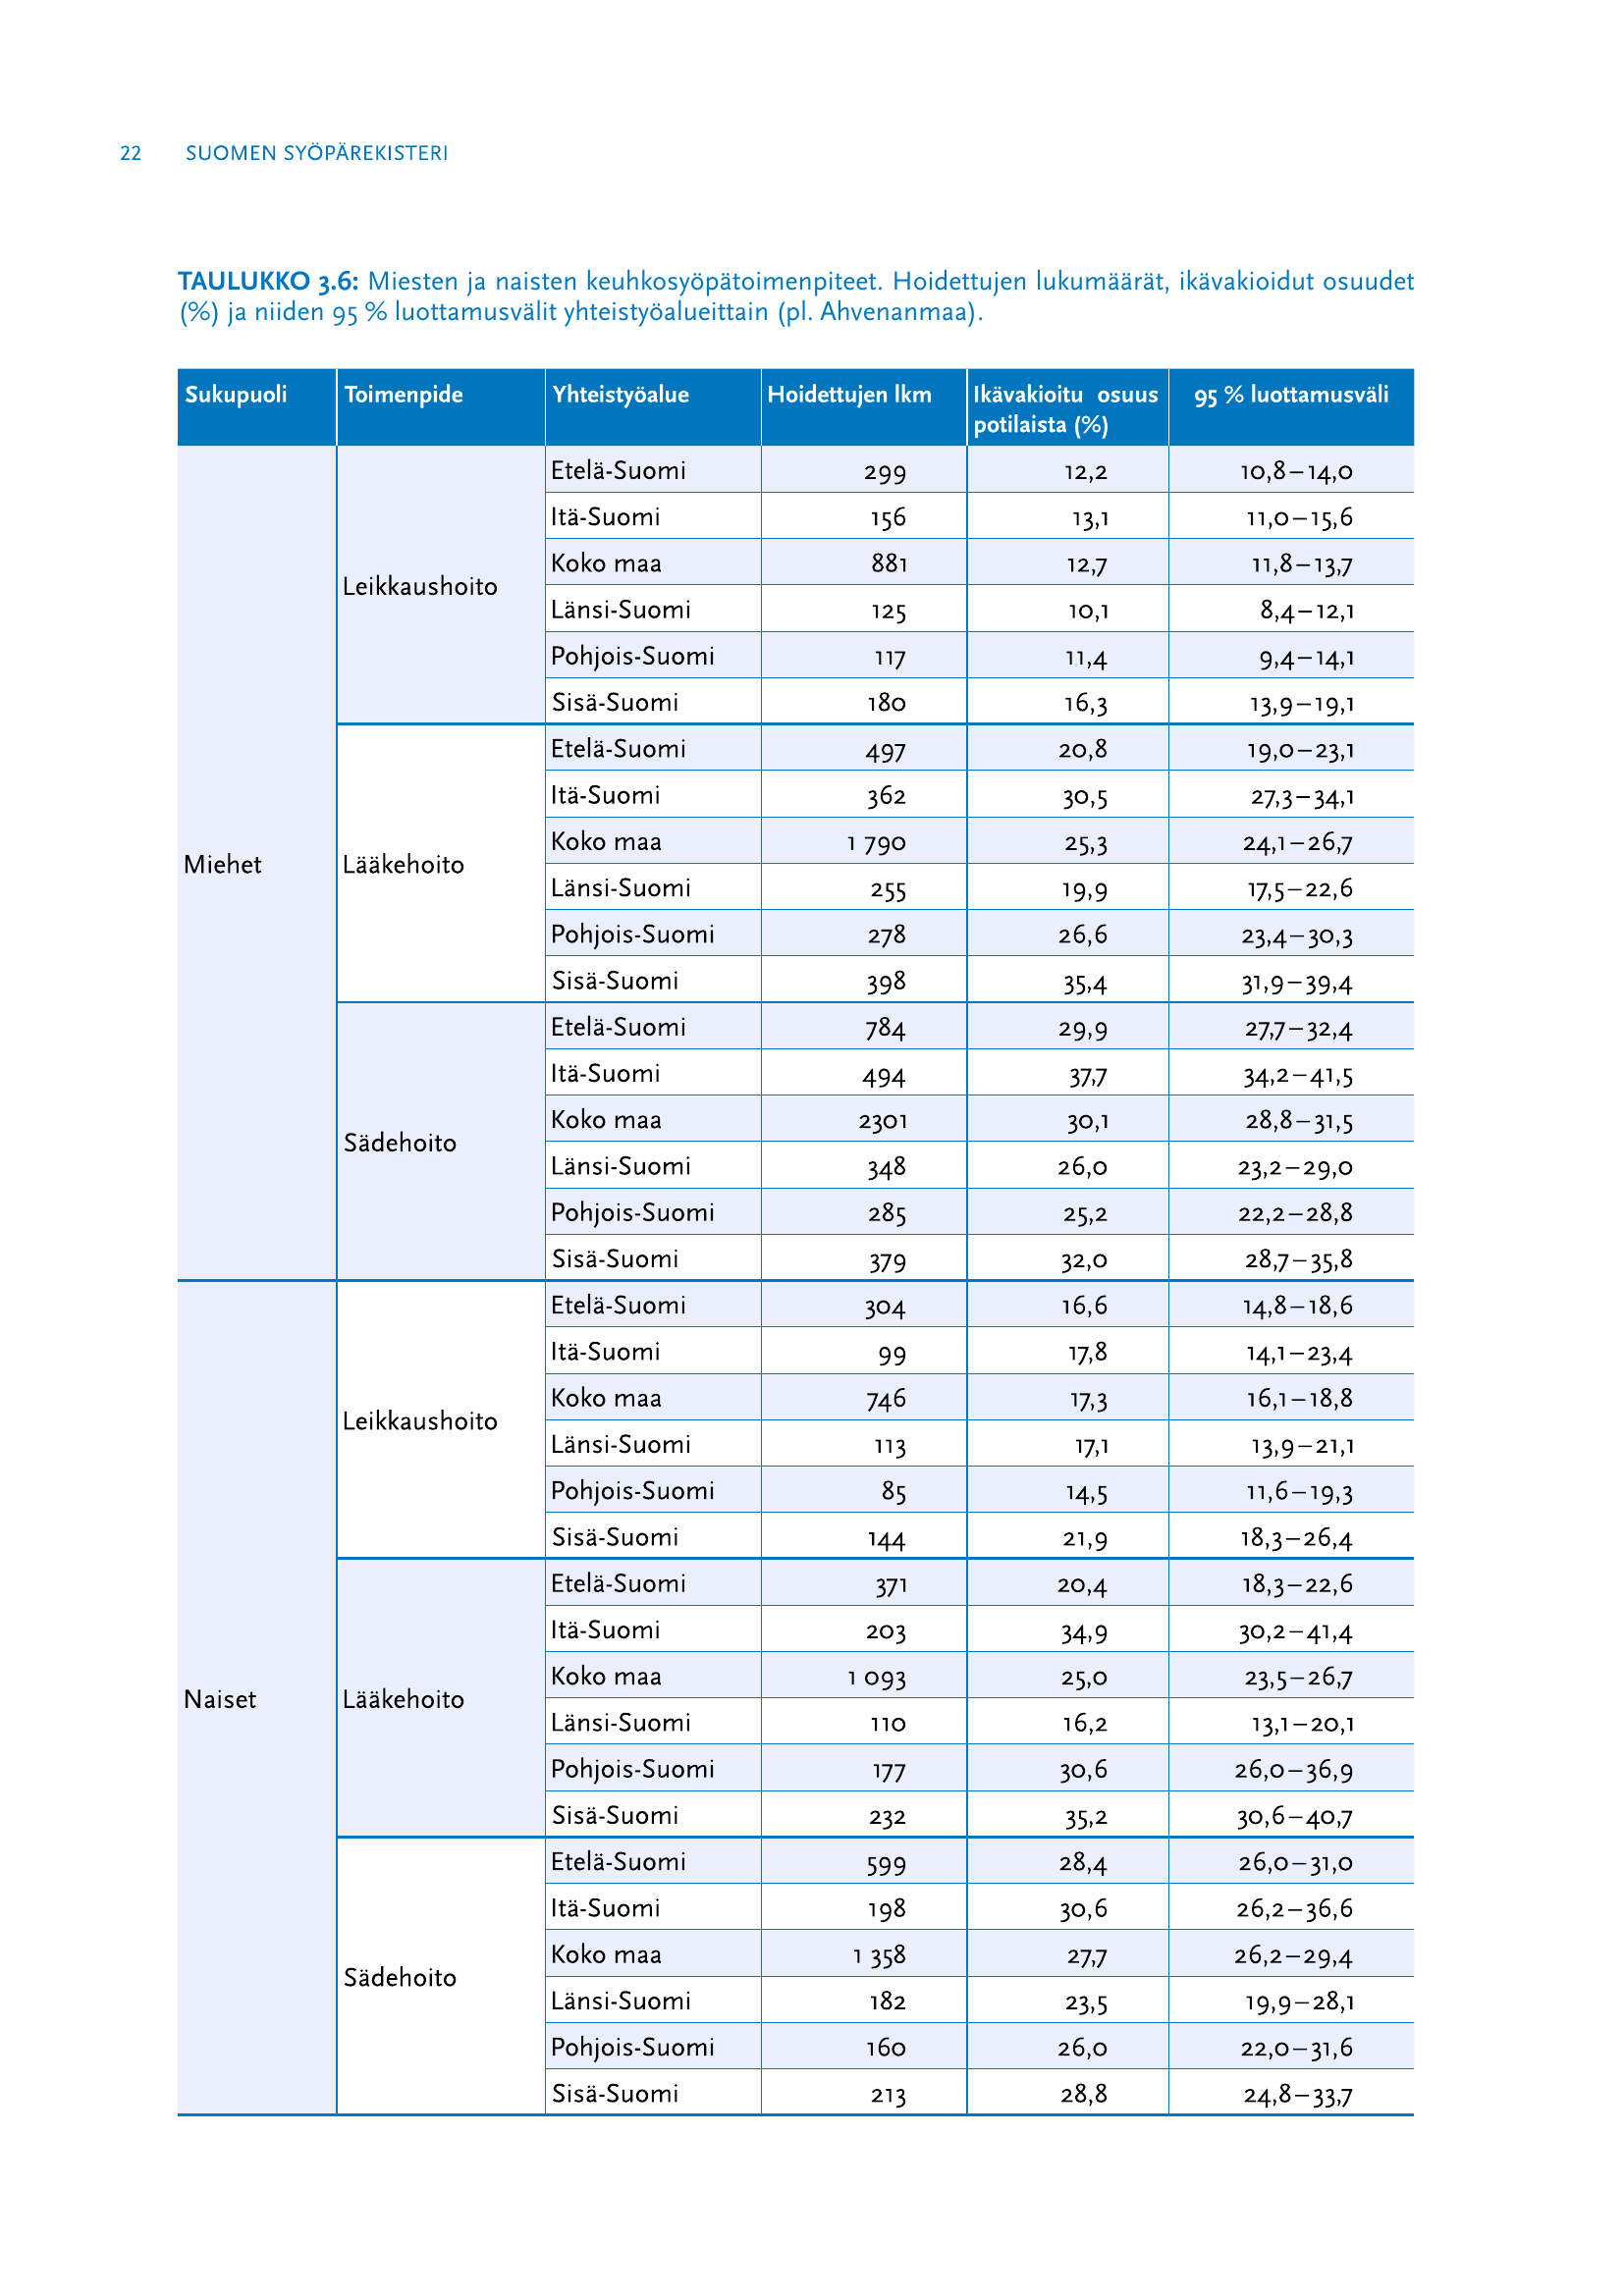 22 SUOMEN SYÖPÄREKISTERI
TAULUKKO 3.6: Miesten ja naisten keuhkosyöpätoimenpiteet. Hoidettujen lukumäärät, ikävakioidut osuudet
(%) ja niiden 95 % luottamusvälit yhteistyöalueittain (pl. Ahvenanmaa).
Sukupuoli Toimenpide Yhteistyöalue Hoidettujen lkm Ikävakioitu osuus 95 % luottamusväli
potilaista (%)
Etelä-Suomi 299 12,2 10,8–14,0
Itä-Suomi 156 13,1 11,0–15,6
Koko maa 881 12,7 11,8–13,7
Leikkaushoito
Länsi-Suomi 125 10,1 8,4–12,1
Pohjois-Suomi 117 11,4 9,4–14,1
Sisä-Suomi 180 16,3 13,9–19,1
Etelä-Suomi 497 20,8 19,0–23,1
Itä-Suomi 362 30,5 27,3–34,1
Koko maa 1 790 25,3 24,1–26,7
Miehet Lääkehoito
Länsi-Suomi 255 19,9 17,5–22,6
Pohjois-Suomi 278 26,6 23,4–30,3
Sisä-Suomi 398 35,4 31,9–39,4
Etelä-Suomi 784 29,9 27,7–32,4
Itä-Suomi 494 37,7 34,2–41,5
Koko maa 2301 30,1 28,8–31,5
Sädehoito
Länsi-Suomi 348 26,0 23,2–29,0
Pohjois-Suomi 285 25,2 22,2–28,8
Sisä-Suomi 379 32,0 28,7–35,8
Etelä-Suomi 304 16,6 14,8–18,6
Itä-Suomi 99 17,8 14,1–23,4
Koko maa 746 17,3 16,1–18,8
Leikkaushoito
Länsi-Suomi 113 17,1 13,9–21,1
Pohjois-Suomi 85 14,5 11,6–19,3
Sisä-Suomi 144 21,9 18,3–26,4
Etelä-Suomi 371 20,4 18,3–22,6
Itä-Suomi 203 34,9 30,2–41,4
Koko maa 1 093 25,0 23,5–26,7
Naiset Lääkehoito
Länsi-Suomi 110 16,2 13,1–20,1
Pohjois-Suomi 177 30,6 26,0–36,9
Sisä-Suomi 232 35,2 30,6–40,7
Etelä-Suomi 599 28,4 26,0–31,0
Itä-Suomi 198 30,6 26,2–36,6
Koko maa 1 358 27,7 26,2–29,4
Sädehoito
Länsi-Suomi 182 23,5 19,9–28,1
Pohjois-Suomi 160 26,0 22,0–31,6
Sisä-Suomi 213 28,8 24,8–33,7